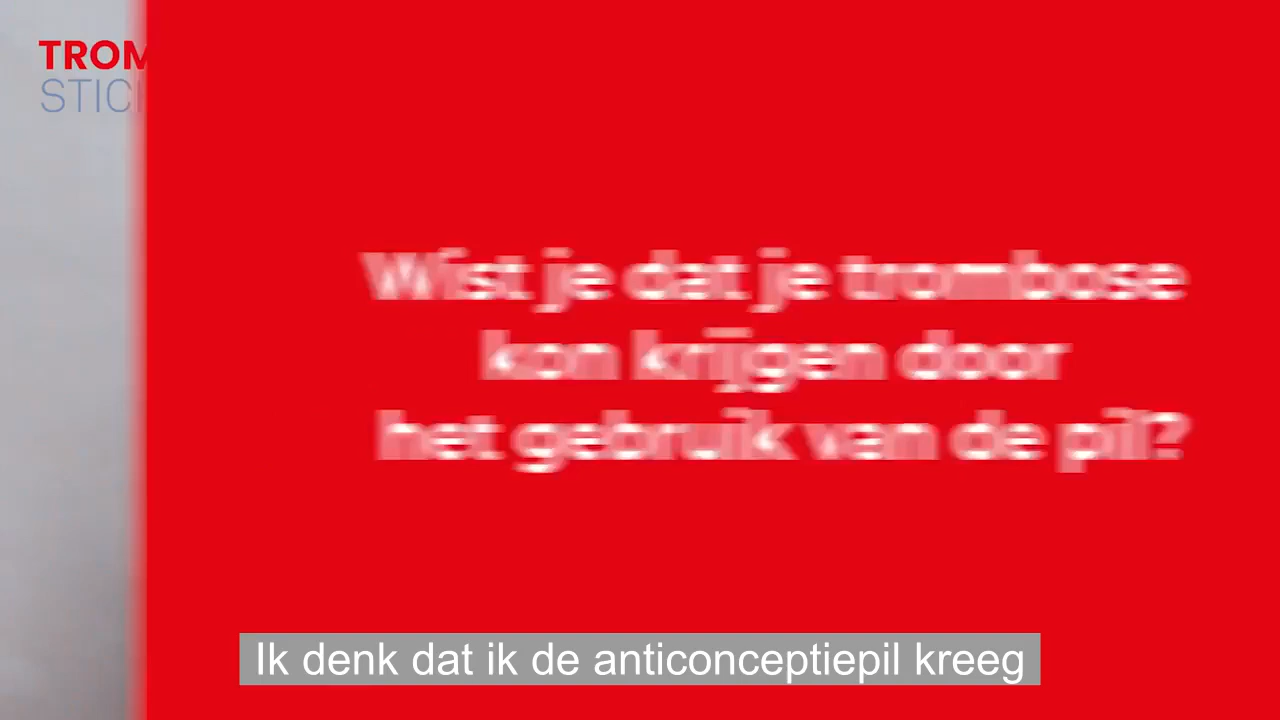 TROM
STICI
Wist je dat je trombose
kon krijgen door
het gebruik van de pil?
Ik denk dat ik de anticonceptiepil kreeg